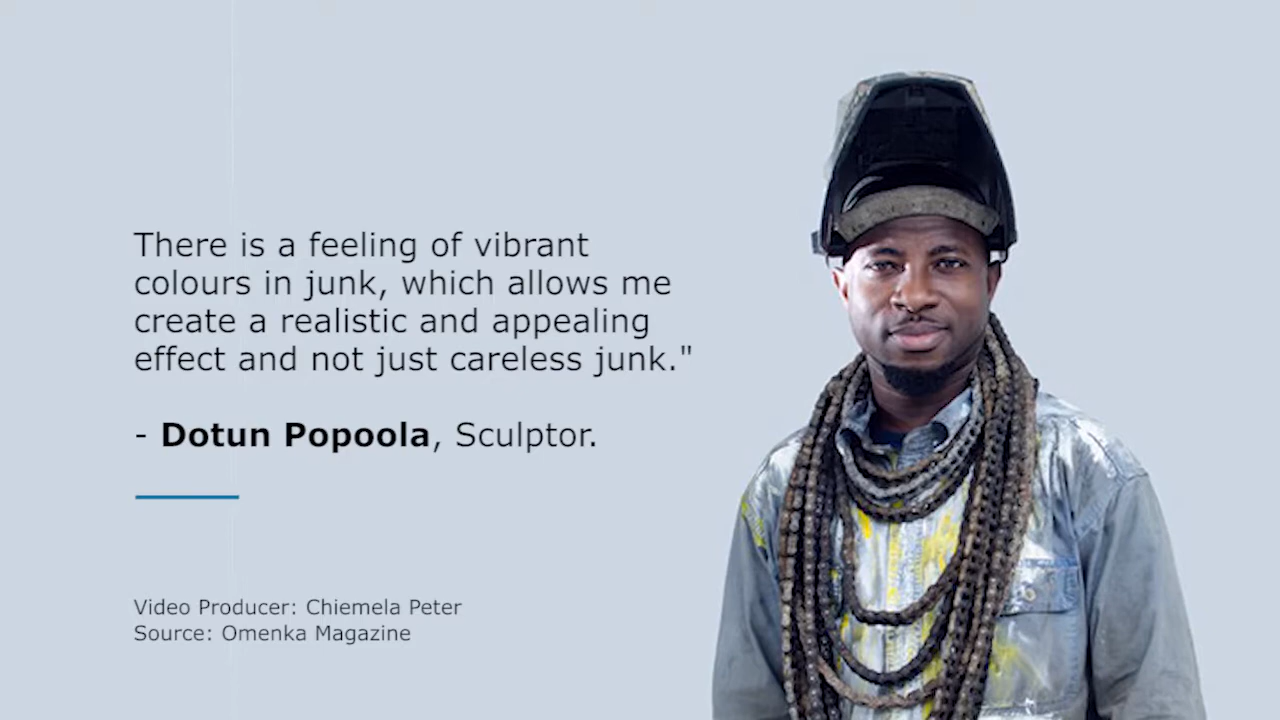 There is a feeling of vibrant
colours in junk, which allows me
create a realistic and appealing
effect and not just careless junk."
- Dotun Popoola, Sculptor.
Video Producer: Chiemela Peter
Source: Omenka Magazine